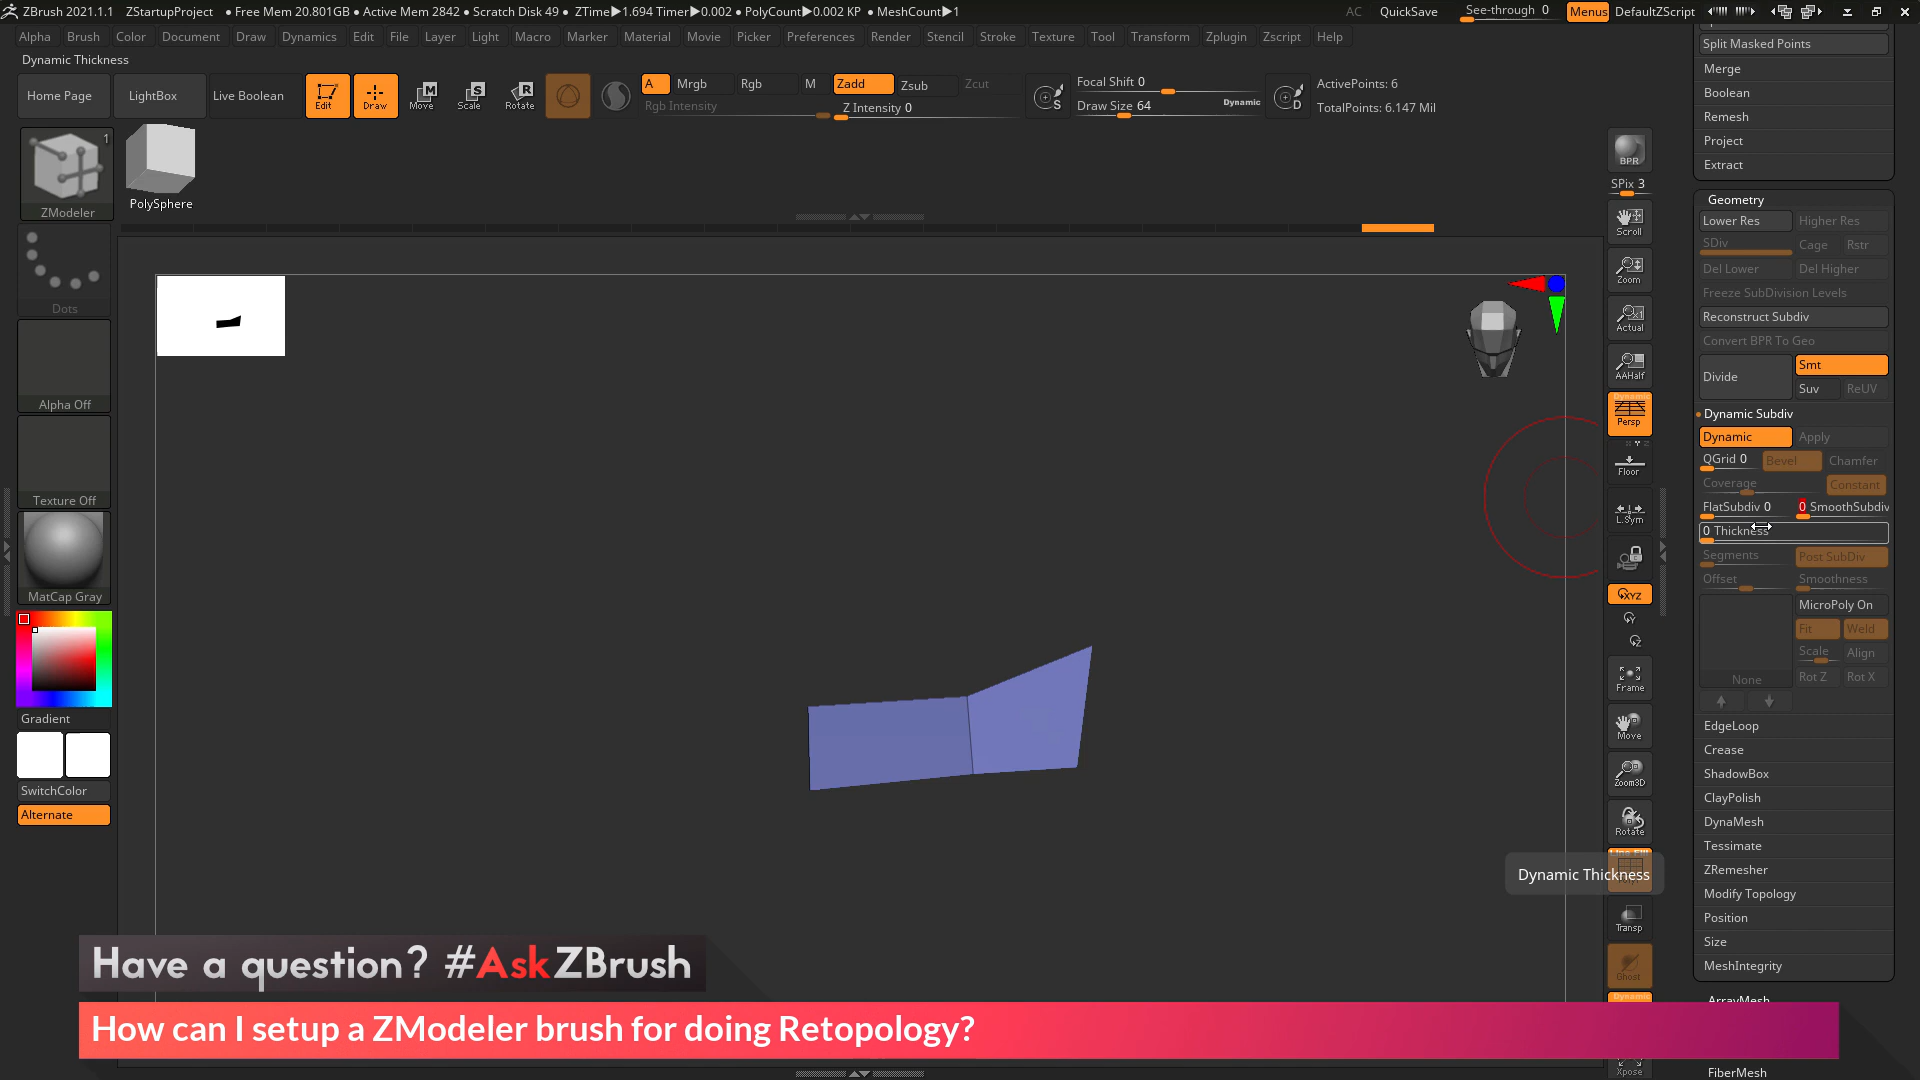 ZBrush 2021.1.1 ZStartupProject • Free Mem 20.801GB • Active Mem 2842 • Scratch Disk 49 • ZTime▶1.694 Timer▶0.002 • PolyCount▶0.002 KP • MeshCount▶1 AC QuickSave See-through 0 Menus DefaultZScript
Alpha Brush Color Document Draw Dynamics Edit File Layer Light Macro Marker Material Movie Picker Preferences Render Stencil Stroke Texture Tool Transform Zplugin Zscript Help
Dynamic Thickness
Home Page LightBox Live Boolean Edit Draw Move Scale Rotate
A Mrgb Rgb M Zadd Zsub Zcut
Rgb Intensity Z Intensity 0
S Focal Shift 0
Draw Size 64 Dynamic
D ActivePoints: 6
TotalPoints: 6.147 Mil
1
ZModeler
PolySphere
Dots
Alpha Off
Texture Off
MatCap Gray
Gradient
SwitchColor
Alternate
BPR
SPix 3
Scroll
Zoom
Actual
AAHalf
Dynamic
Persp
Floor
L.Sym
XYZ
Y
Z
Frame
Move
Zoom3D
Rotate
Line Fill
Dynamic Thickness
Transp
Ghost
Dynamic
Xpose
Split Masked Points
Merge
Boolean
Remesh
Project
Extract
Geometry
Lower Res Higher Res
SDiv Cage Rstr
Del Lower Del Higher
Freeze SubDivision Levels
Reconstruct Subdiv
Convert BPR To Geo
Divide Smt
Suv ReUV
Dynamic Subdiv
Dynamic Apply
QGrid 0 Bevel Chamfer
Coverage Constant
FlatSubdiv 0 0 SmoothSubdiv
0 Thickness
Segments Post SubDiv
Offset Smoothness
MicroPoly On
Fit Weld
Scale Align
None Rot Z Rot X
EdgeLoop
Crease
ShadowBox
ClayPolish
DynaMesh
Tessimate
ZRemesher
Modify Topology
Position
Size
MeshIntegrity
ArrayMesh
FiberMesh
Have a question? #AskZBrush
How can I setup a ZModeler brush for doing Retopology?